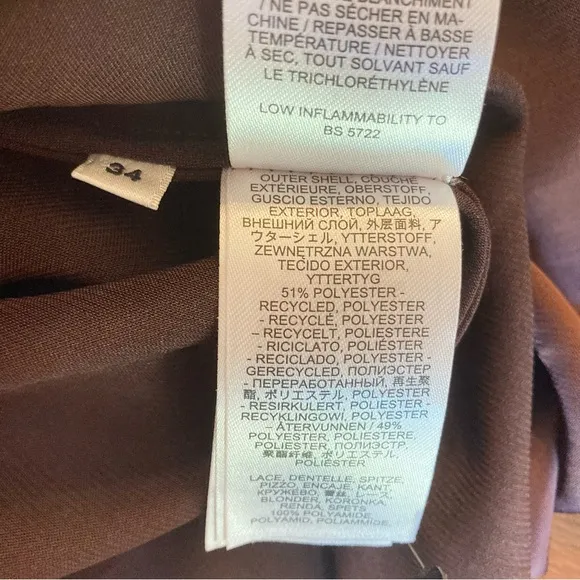 BLANCHIMENT
/ NE PAS SÉCHER EN MA-
CHINE / REPASSER À BASSE
TEMPÉRATURE / NETTOYER
À SEC, TOUT SOLVANT SAUF
LE TRICHLORÉTHYLÈNE
LOW INFLAMMABILITY TO
BS 5722
34
OUTER SHELL, COUCHE
EXTÉRIEURE, OBERSTOFF,
GUSCIO ESTERNO, TEJIDO
EXTERIOR, TOPLAAG,
ВНЕШНИЙ СЛОЙ, 外层面料, ア
ウターシェル, YTTERSTOFF,
ZEWNĘTRZNA WARSTWA,
TECIDO EXTERIOR,
YTTERTYG
51% POLYESTER -
RECYCLED, POLYESTER
- RECYCLÉ, POLYESTER
– RECYCELT, POLIESTERE
- RICICLATO, POLIÉSTER
- RECICLADO, POLYESTER -
GERECYCLED, ПОЛИЭСТЕР
- ПЕРЕРАБОТАННЫЙ, 再生聚
酯, ポリエステル, POLYESTER
- RESIRKULERT, POLIESTER -
RECYKLINGOWI, POLYESTER
– ÅTERVUNNEN / 49%
POLYESTER, POLIESTERE,
POLIÉSTER, ПОЛИЭСТР,
聚酯纤维, ポリエステル,
POLIESTER
LACE, DENTELLE, SPITZE,
PIZZO, ENCAJE, KANT,
КРУЖЕВО, 蕾丝, レース,
BLONDER, KORONKA,
RENDA, SPETS
100% POLYAMIDE,
POLYAMID, POLIAMMIDE,